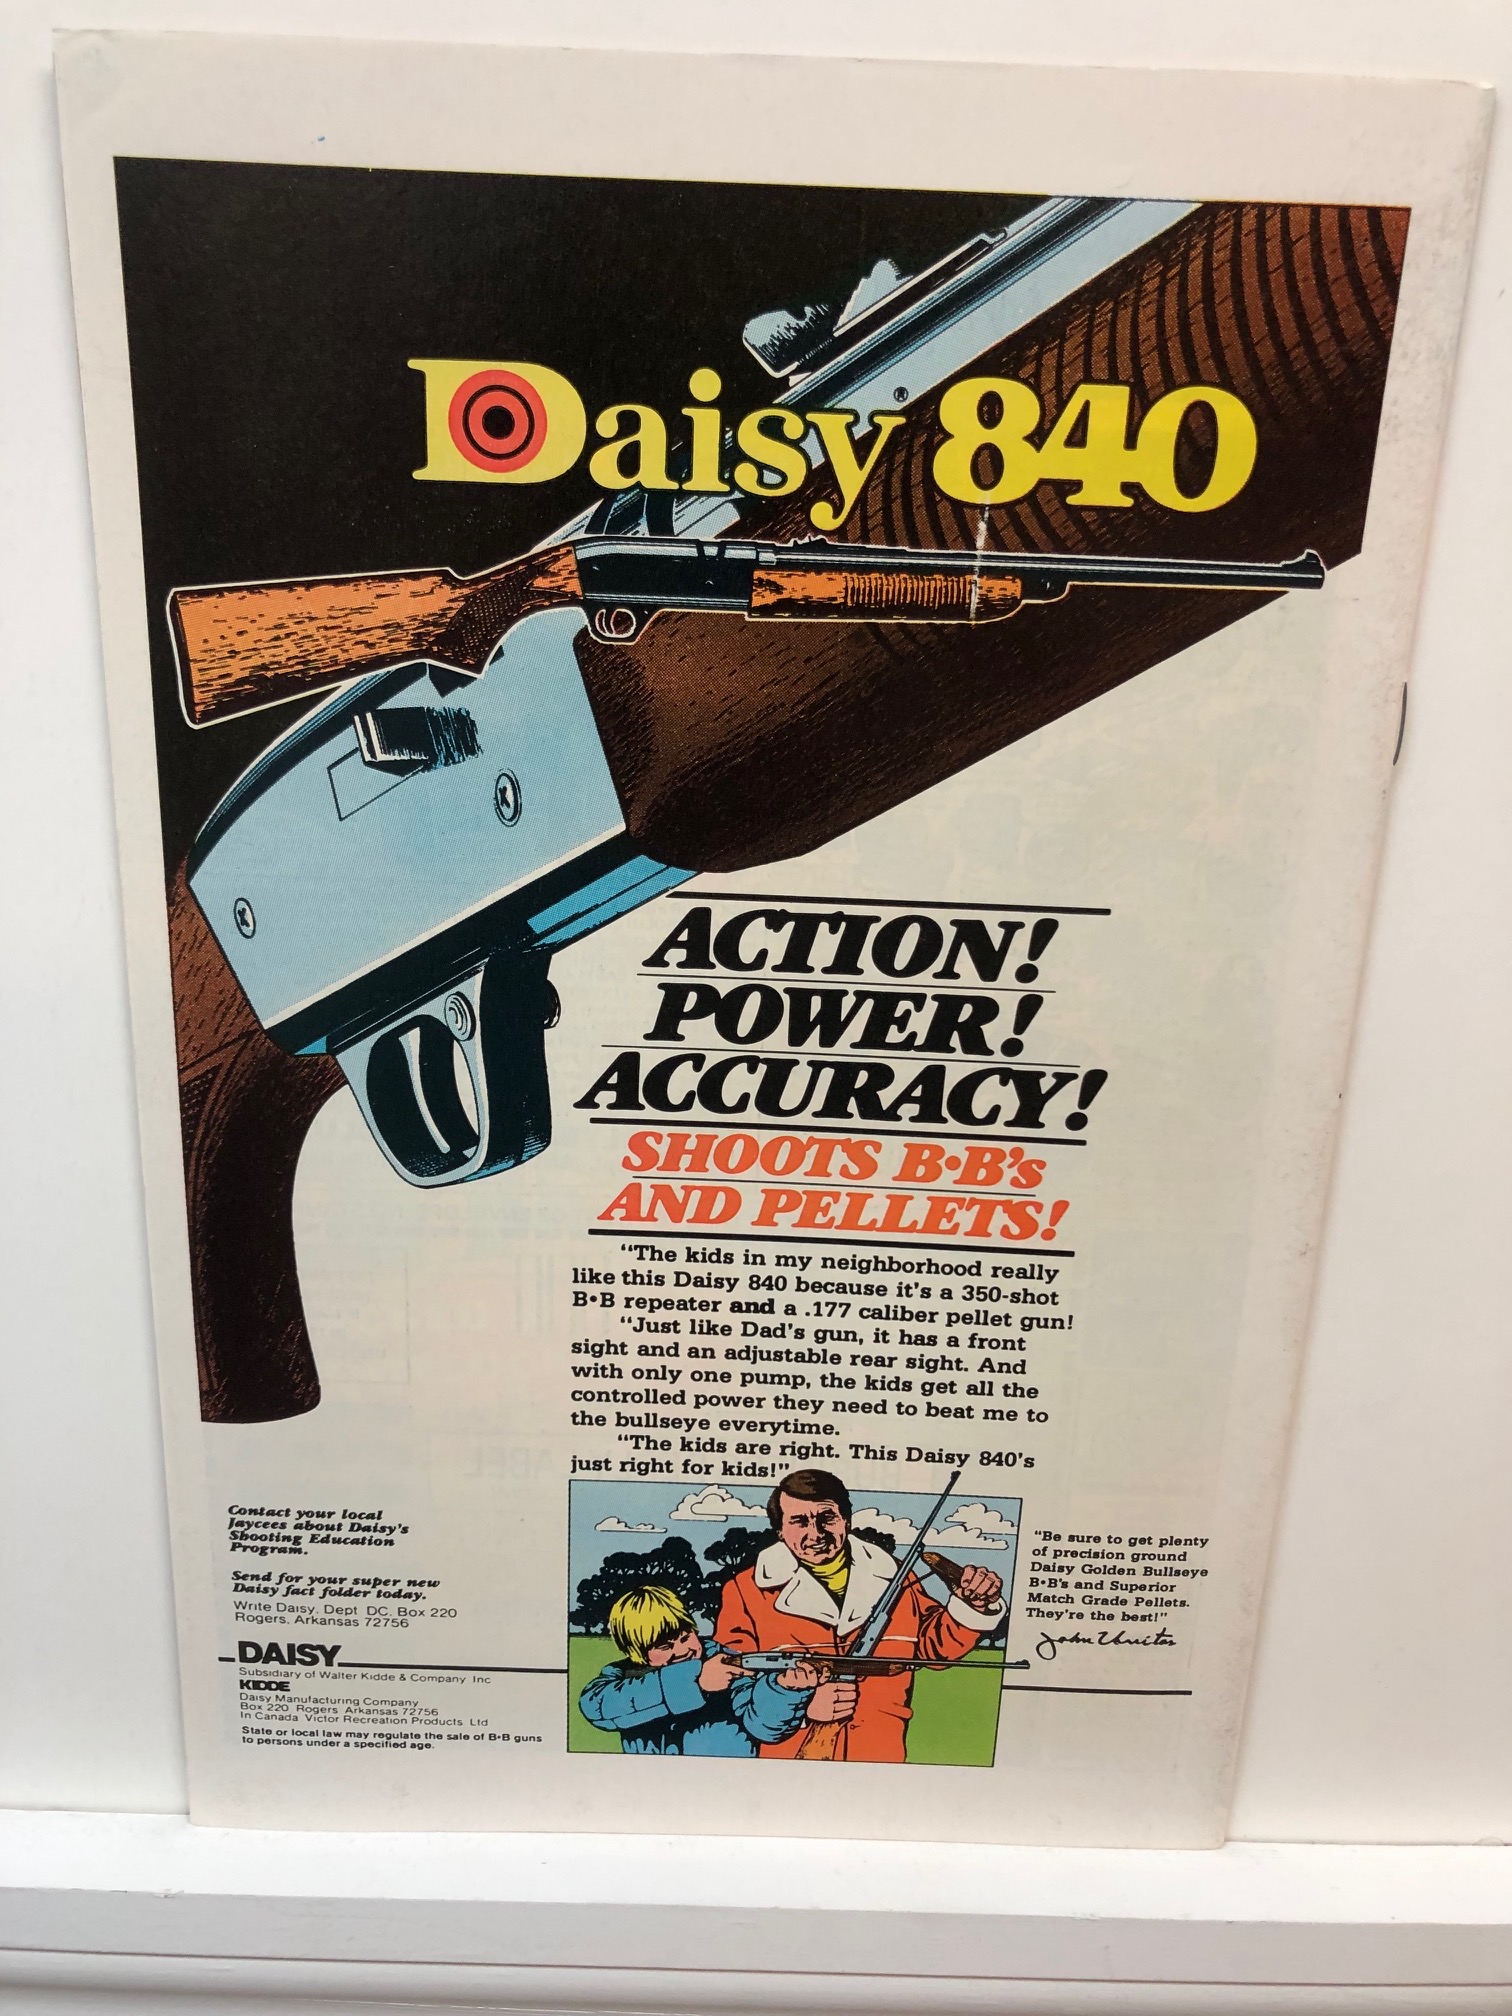 Daisy® 840
ACTION!
POWER!
ACCURACY!
SHOOTS B•B's
AND PELLETS!
"The kids in my neighborhood really
like this Daisy 840 because it's a 350-shot
B•B repeater and a .177 caliber pellet gun!
"Just like Dad's gun, it has a front
sight and an adjustable rear sight. And
with only one pump, the kids get all the
controlled power they need to beat me to
the bullseye everytime.
"The kids are right. This Daisy 840's
just right for kids!"
"Be sure to get plenty
of precision ground
Daisy Golden Bullseye
B•B's and Superior
Match Grade Pellets.
They're the best!"
John Unitas
Contact your local
Jaycees about Daisy's
Shooting Education
Program.
Send for your super new
Daisy fact folder today.
Write Daisy. Dept DC. Box 220
Rogers. Arkansas 72756
DAISY
Subsidiary of Walter Kidde & Company Inc
KIDDE
Daisy Manufacturing Company
Box 220 Rogers Arkansas 72756
In Canada Victor Recreation Products Ltd
State or local law may regulate the sale of B•B guns
to persons under a specified age.